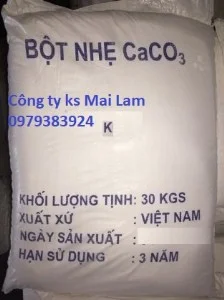 BỘT NHẸ CaCO₃
Công ty ks Mai Lam
0979383924
K
KHỐI LƯỢNG TỊNH: 30 KGS
XUẤT XỨ : VIỆT NAM
NGÀY SẢN XUẤT :
HẠN SỬ DỤNG : 3 NĂM